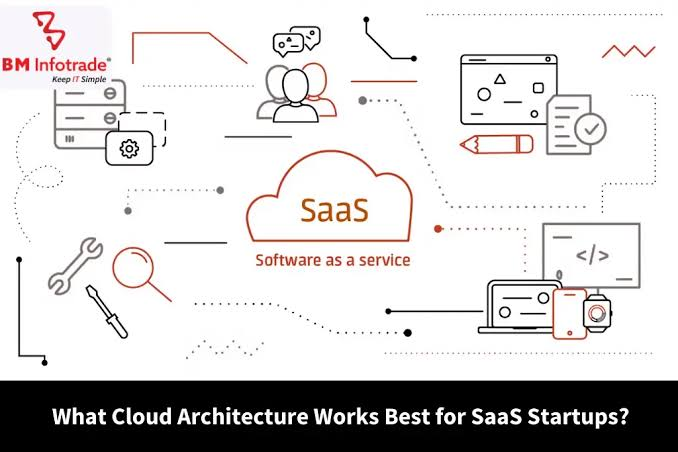 BM Infotrade®
Keep IT Simple
SaaS
Software as a service
</>
What Cloud Architecture Works Best for SaaS Startups?